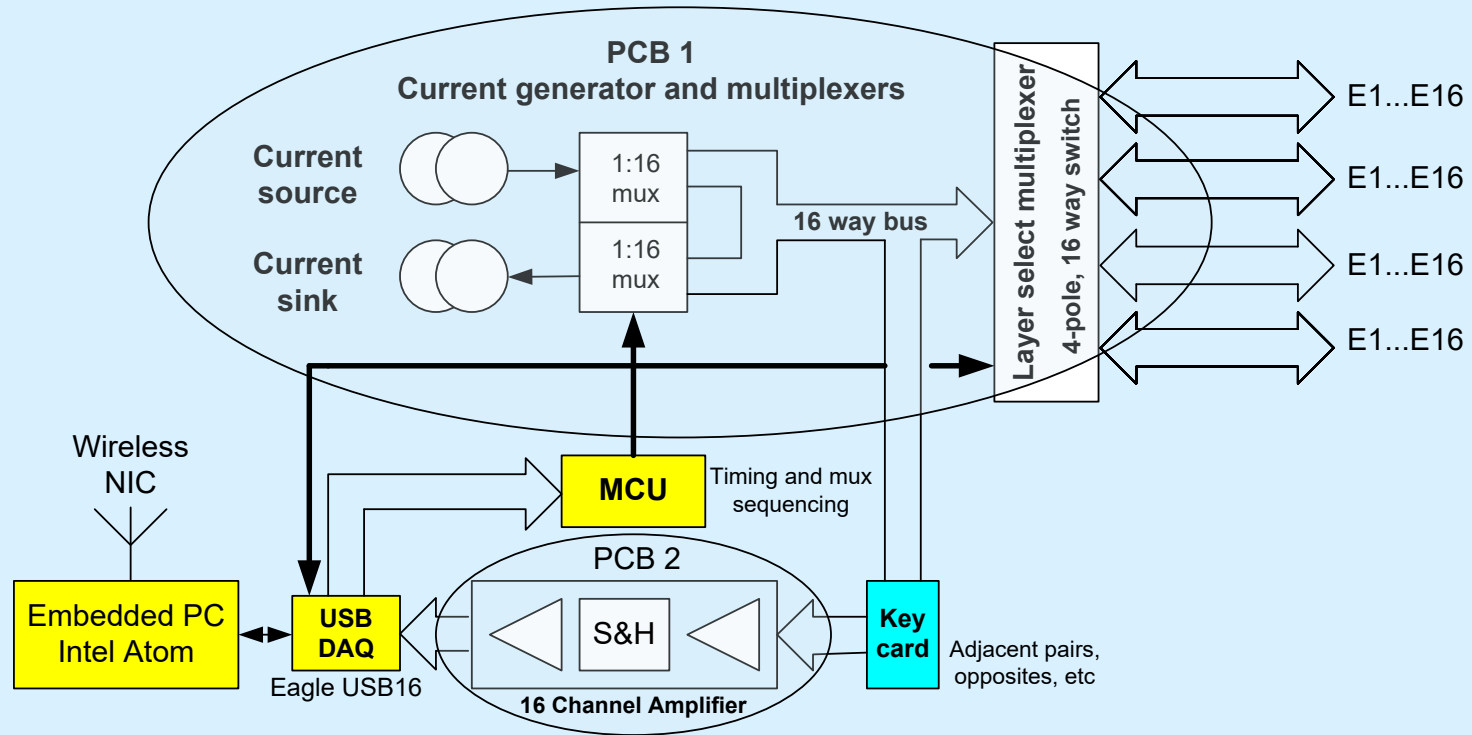 PCB 1
Current generator and multiplexers
Current
source
1:16
mux
16 way bus
Current
sink
1:16
mux
Layer select multiplexer
4-pole, 16 way switch
E1...E16
E1...E16
E1...E16
E1...E16
Wireless
NIC
MCU
Timing and mux
sequencing
PCB 2
Embedded PC
Intel Atom
USB
DAQ
Eagle USB16
S&H
16 Channel Amplifier
Key
card
Adjacent pairs,
opposites, etc